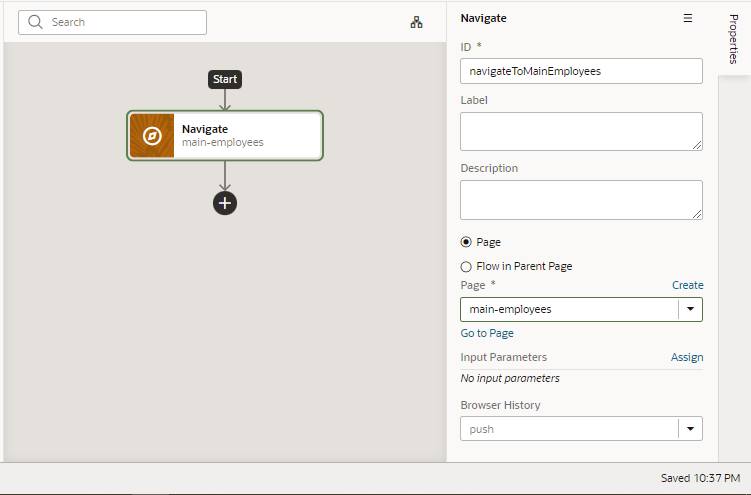 Search
Start
Navigate
main-employees
Navigate
Properties
ID *
navigateToMainEmployees
Label
Description
Page
Flow in Parent Page
Page * Create
main-employees
Go to Page
Input Parameters Assign
No input parameters
Browser History
push
Saved 10:37 PM